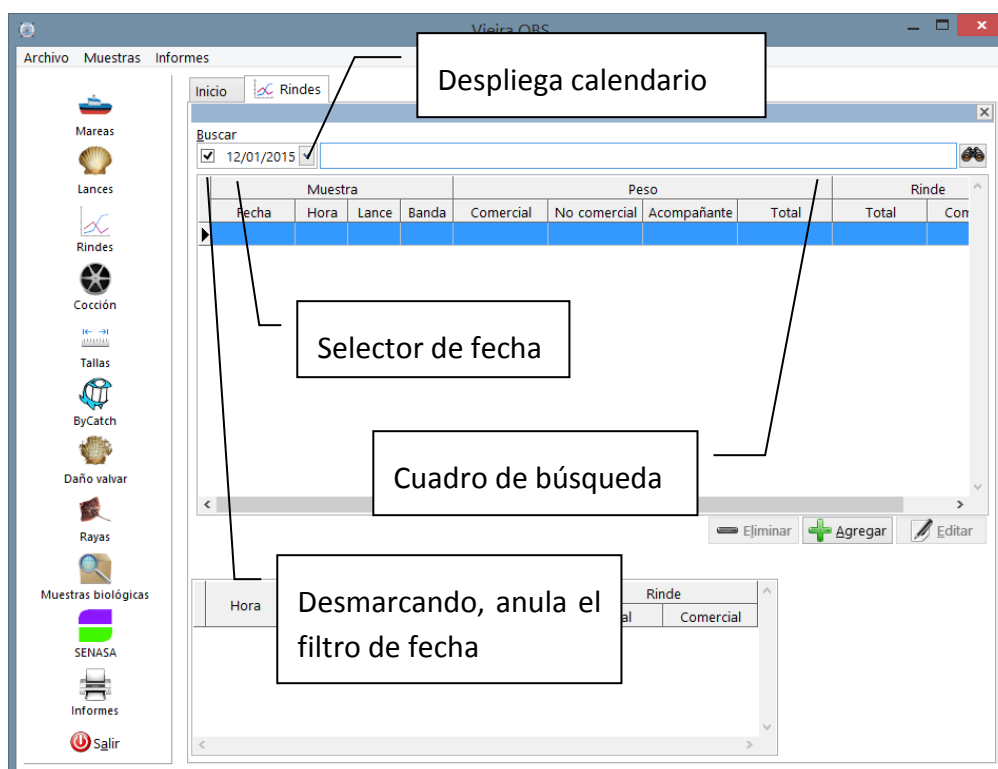 Vieira OBS
Archivo Muestras Informes
Despliega calendario
Inicio Rindes
Buscar
12/01/2015
Muestra Peso Rinde
Fecha Hora Lance Banda Comercial No comercial Acompañante Total Total Com
Selector de fecha
Cuadro de búsqueda
Eliminar Agregar Editar
Desmarcando, anula el
filtro de fecha
Rinde
Hora al Comercial
Mareas
Lances
Rindes
Cocción
Tallas
ByCatch
Daño valvar
Rayas
Muestras biológicas
SENASA
Informes
Salir